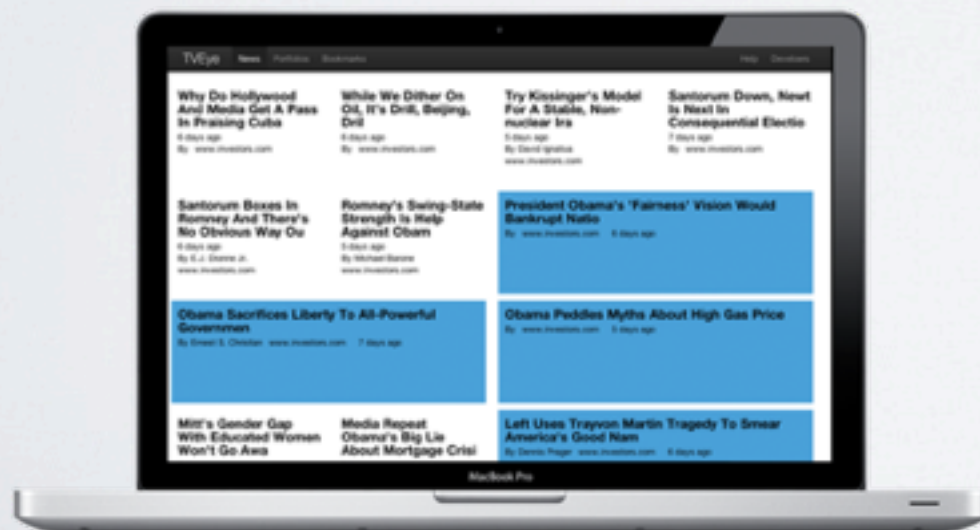 TVEye News Portfolios Bookmarks Help Developers
Why Do Hollywood
And Media Get A Pass
In Praising Cuba
6 days ago
By www.investors.com
While We Dither On
Oil, It's Drill, Beijing,
Dril
6 days ago
By www.investors.com
Try Kissinger's Model
For A Stable, Non-
nuclear Ira
5 days ago
By David Ignatius
www.investors.com
Santorum Down, Newt
Is Next In
Consequential Electio
7 days ago
By www.investors.com
Santorum Boxes In
Romney And There's
No Obvious Way Ou
6 days ago
By E.J. Dionne Jr.
www.investors.com
Romney's Swing-State
Strength Is Help
Against Obam
5 days ago
By Michael Barone
www.investors.com
President Obama's 'Fairness' Vision Would
Bankrupt Natio
By www.investors.com 6 days ago
Obama Sacrifices Liberty To All-Powerful
Governmen
By Ernest S. Christian www.investors.com 7 days ago
Obama Peddles Myths About High Gas Price
By www.investors.com 5 days ago
Mitt's Gender Gap
With Educated Women
Won't Go Awa
Media Repeat
Obama's Big Lie
About Mortgage Crisi
Left Uses Trayvon Martin Tragedy To Smear
America's Good Nam
By Dennis Prager www.investors.com 6 days ago
MacBook Pro